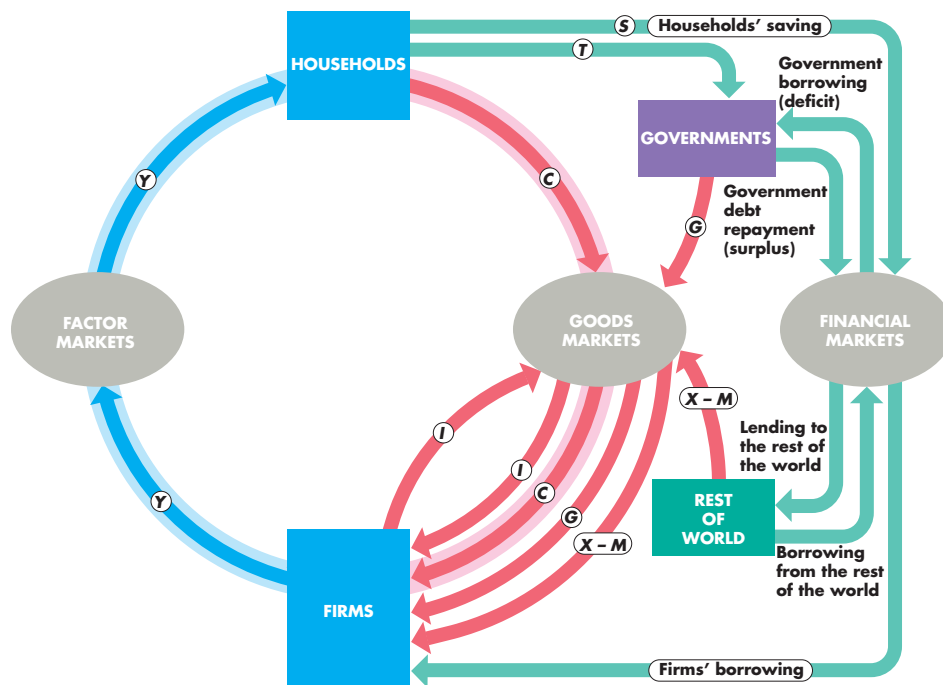 S
Households' saving
T
HOUSEHOLDS
Government
borrowing
(deficit)
GOVERNMENTS
Y
C
Government
debt
repayment
(surplus)
G
FACTOR
MARKETS
GOODS
MARKETS
FINANCIAL
MARKETS
X – M
I
Lending to
the rest of
the world
I
C
G
X – M
Y
REST
OF
WORLD
Borrowing
from the rest
of the world
FIRMS
Firms' borrowing